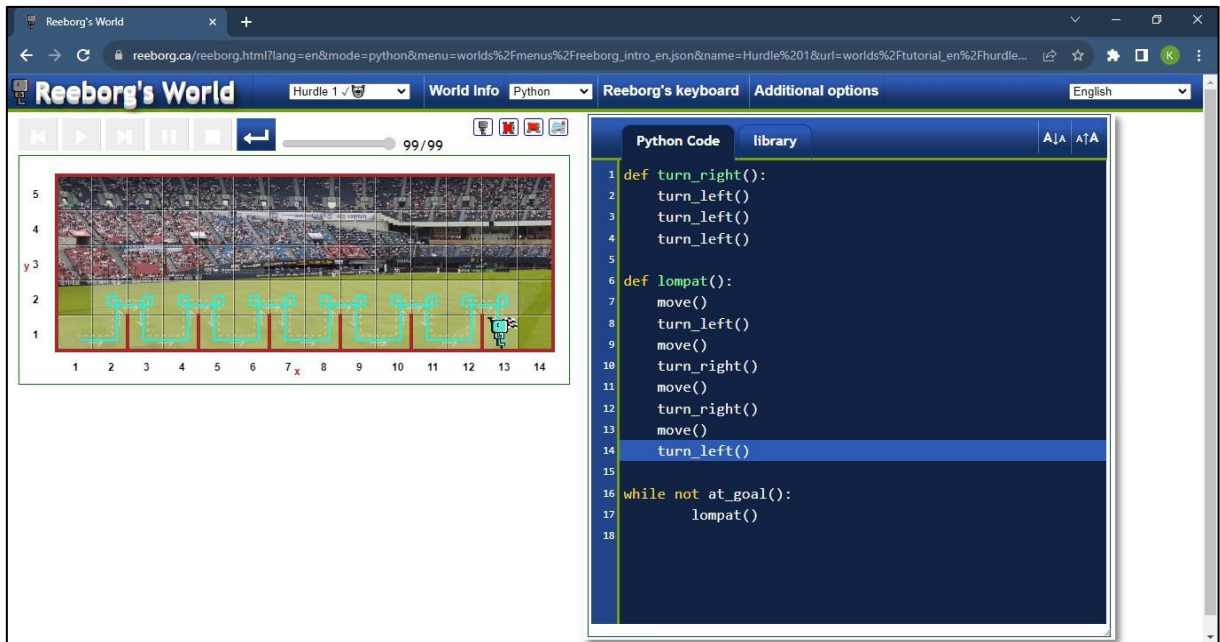 Reeborg's World
reeborg.ca/reeborg.html?lang=en&mode=python&menu=worlds%2Fmenus%2Freeborg_intro_en.json&name=Hurdle%201&url=worlds%2Ftutorial_en%2Fhurdle...
K
Reeborg's World
Hurdle 1 ✓
World Info
Python
Reeborg's keyboard
Additional options
English
99/99
5
4
y 3
2
1
1 2 3 4 5 6 7 x 8 9 10 11 12 13 14
Python Code
library
A↓A A↑A
1 def turn_right():
2     turn_left()
3     turn_left()
4     turn_left()
5
6 def lompat():
7     move()
8     turn_left()
9     move()
10     turn_right()
11     move()
12     turn_right()
13     move()
14     turn_left()
15
16 while not at_goal():
17         lompat()
18